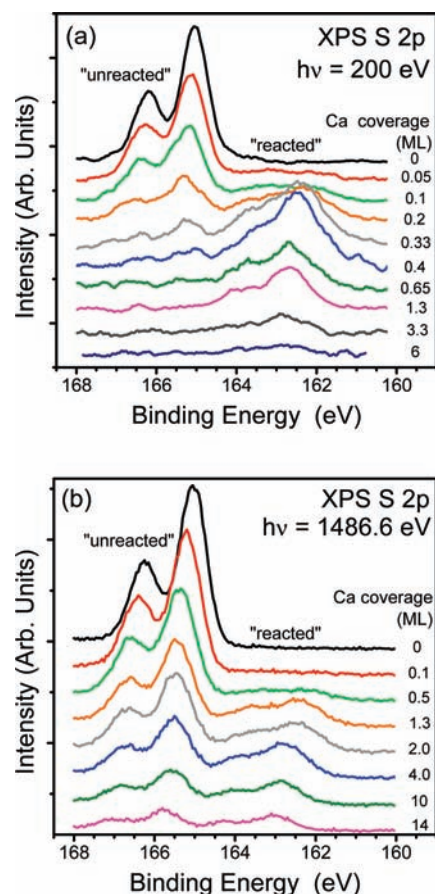 (a)
XPS S 2p
hν = 200 eV
"unreacted"
"reacted"
Ca coverage
(ML)
0
0.05
0.1
0.2
0.33
0.4
0.65
1.3
3.3
6
Intensity (Arb. Units)
168 166 164 162 160
Binding Energy (eV)
(b)
XPS S 2p
hν = 1486.6 eV
"unreacted"
"reacted"
Ca coverage
(ML)
0
0.1
0.5
1.3
2.0
4.0
10
14
Intensity (Arb. Units)
168 166 164 162 160
Binding Energy (eV)